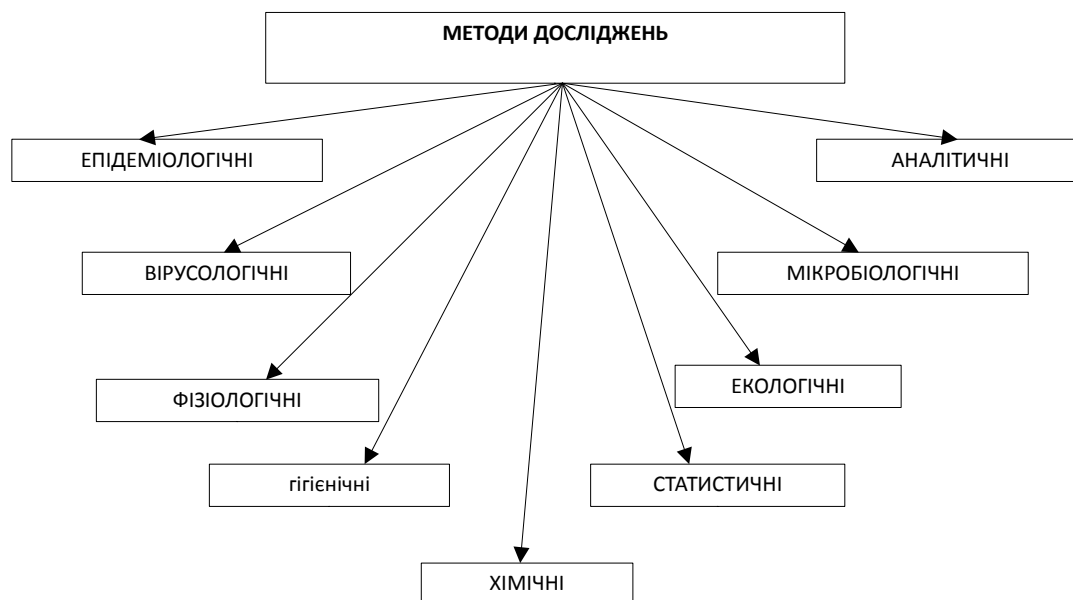 МЕТОДИ ДОСЛІДЖЕНЬ
ЕПІДЕМІОЛОГІЧНІ
АНАЛІТИЧНІ
ВІРУСОЛОГІЧНІ
МІКРОБІОЛОГІЧНІ
ФІЗІОЛОГІЧНІ
ЕКОЛОГІЧНІ
гігієнічні
СТАТИСТИЧНІ
ХІМІЧНІ